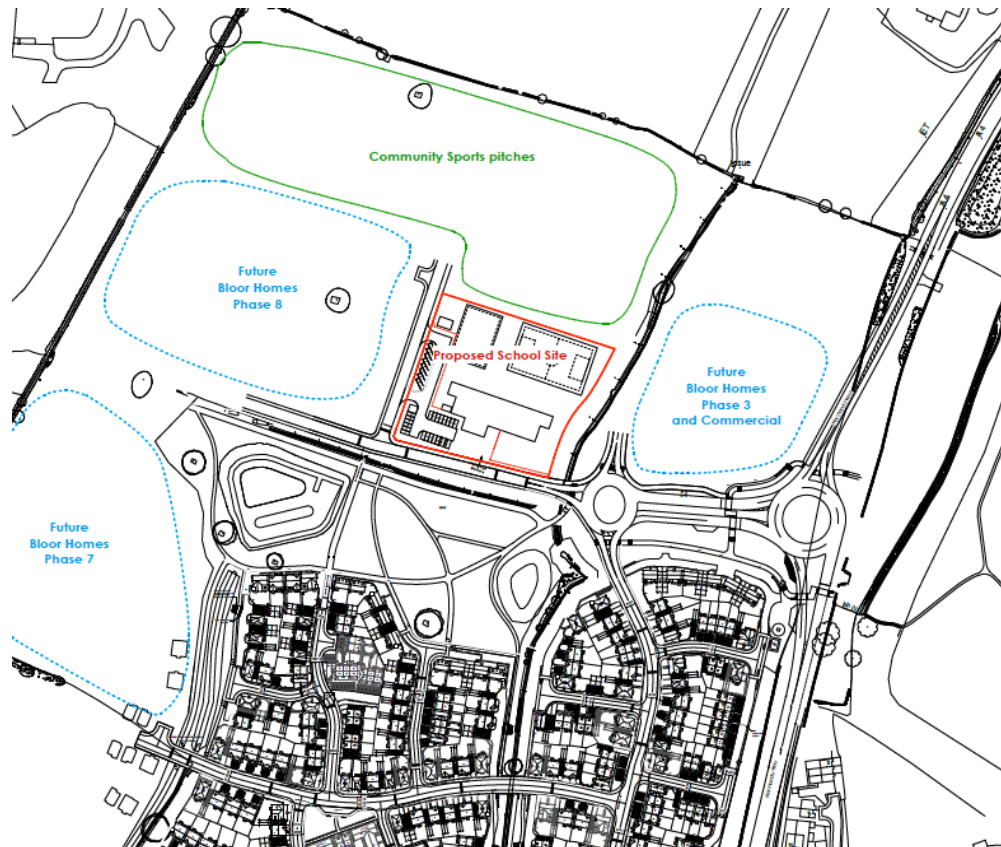 Community Sports pitches
Future
Bloor Homes
Phase 8
Proposed School Site
Future
Bloor Homes
Phase 3
and Commercial
Future
Bloor Homes
Phase 7